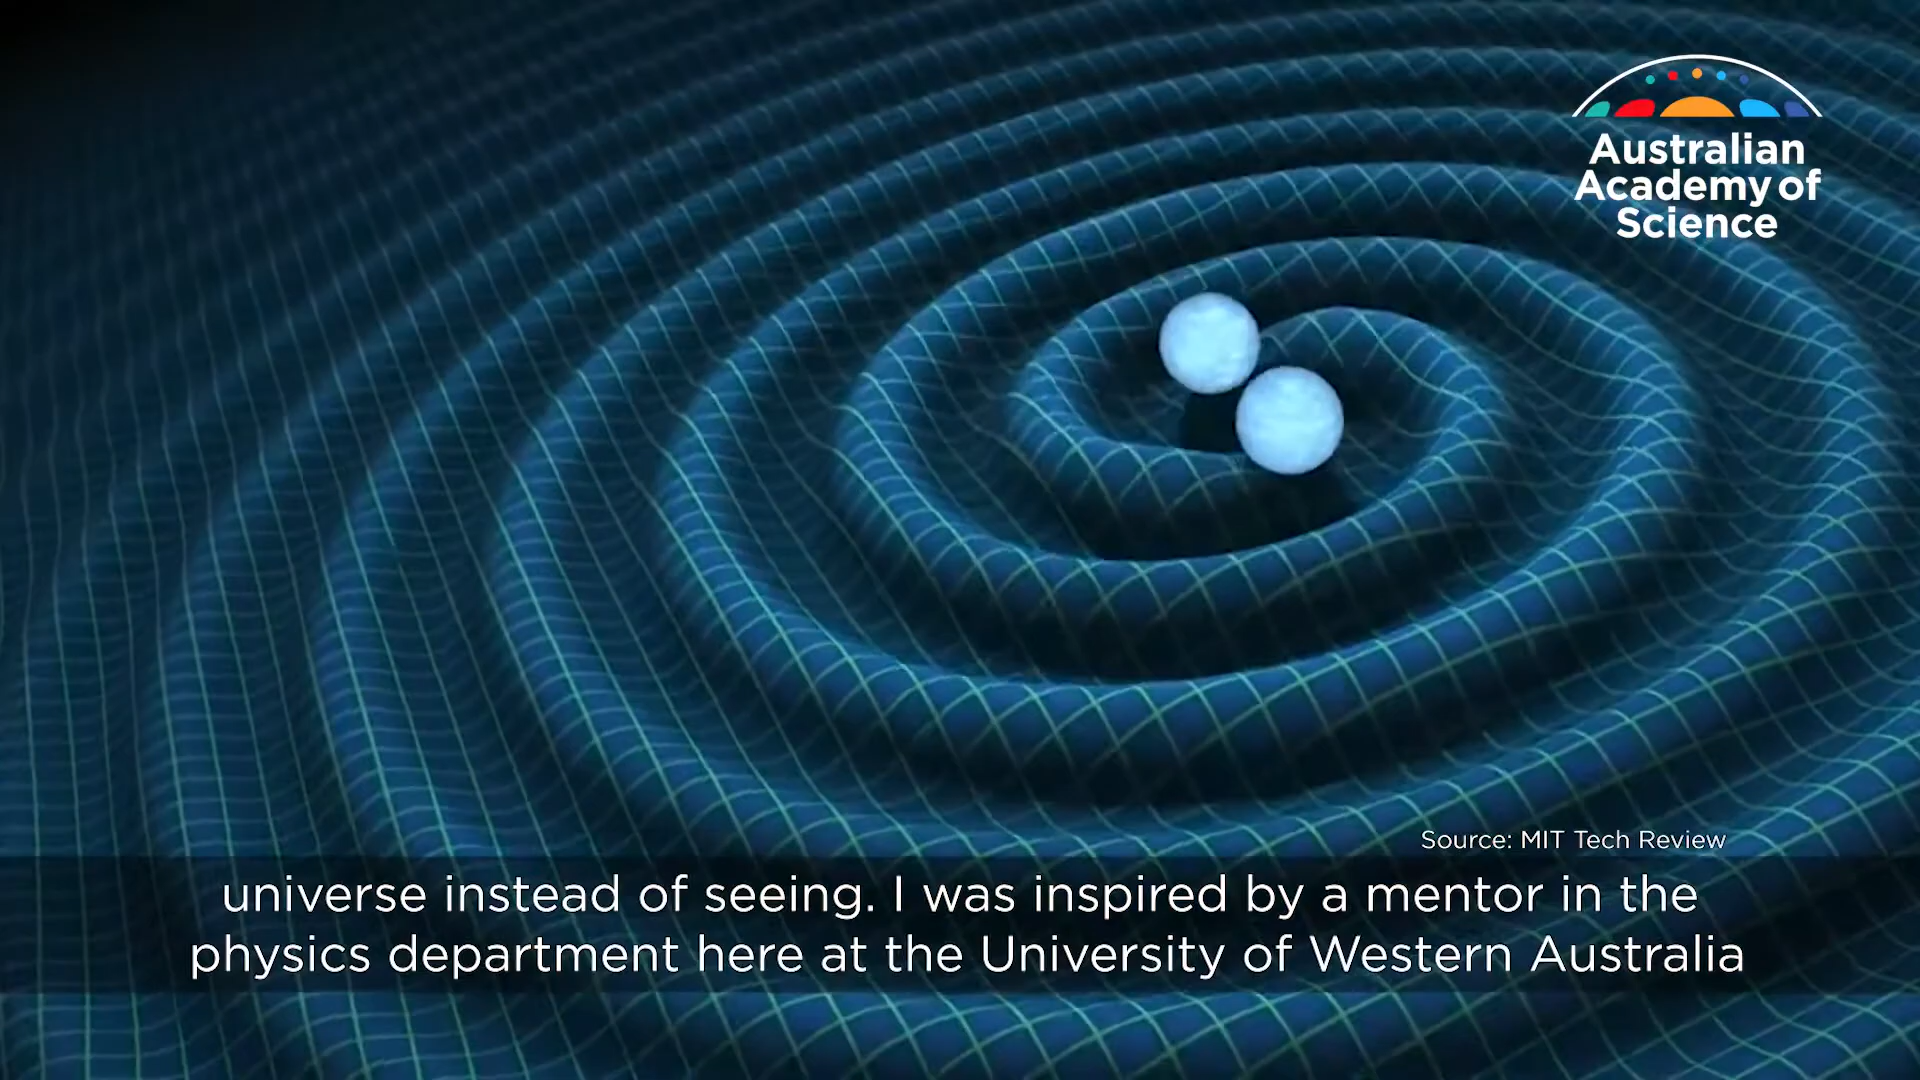 Australian
Academy of
Science
Source: MIT Tech Review
universe instead of seeing. I was inspired by a mentor in the
physics department here at the University of Western Australia